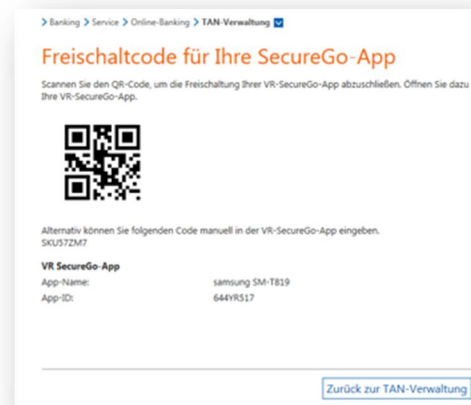 Banking Service Online-Banking TAN-Verwaltung
Freischaltcode für Ihre SecureGo-App
Scannen Sie den QR-Code, um die Freischaltung Ihrer VR-SecureGo-App abzuschließen. Öffnen Sie dazu
Ihre VR-SecureGo-App.
Alternativ können Sie folgenden Code manuell in der VR-SecureGo-App eingeben.
SKU57ZM7
VR SecureGo-App
App-Name: samsung SM-T819
App-ID: 644YR517
Zurück zur TAN-Verwaltung